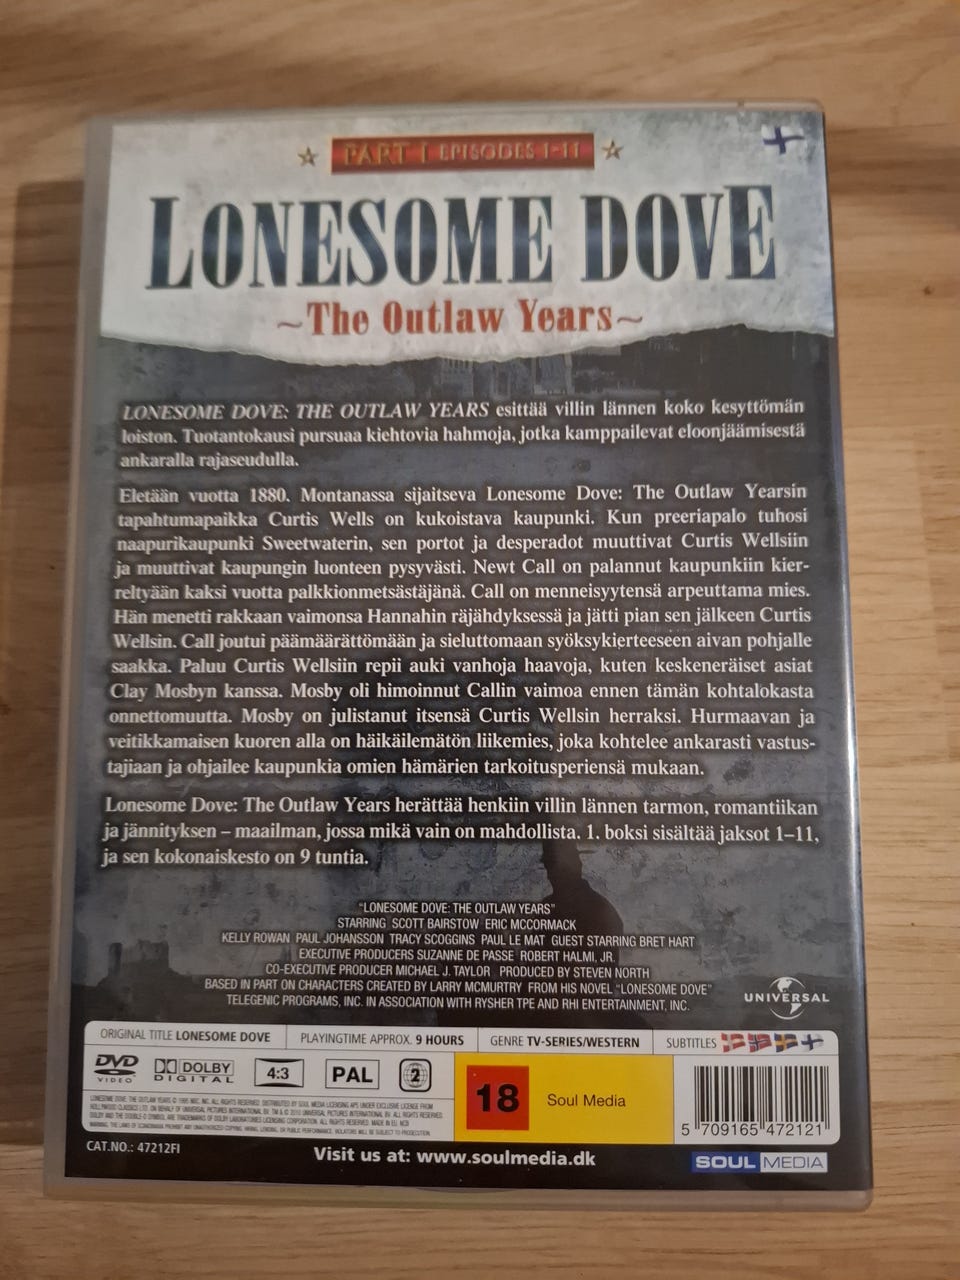 PART 1 EPISODES 1-11
LONESOME DOVE
~The Outlaw Years~
LONESOME DOVE: THE OUTLAW YEARS esittää villin lännen koko kesyttömän
loiston. Tuotantokausi pursuaa kiehtovia hahmoja, jotka kamppailevat eloonjäämisestä
ankaralla rajaseudulla.
Eletään vuotta 1880. Montanassa sijaitseva Lonesome Dove: The Outlaw Yearsin
tapahtumapaikka Curtis Wells on kukoistava kaupunki. Kun preeriapalo tuhosi
naapurikaupunki Sweetwaterin, sen portot ja desperadot muuttivat Curtis Wellsiin
ja muuttivat kaupungin luonteen pysyvästi. Newt Call on palannut kaupunkiin kier-
reltyään kaksi vuotta palkkionmetsästäjänä. Call on menneisyytensä arpeuttama mies.
Hän menetti rakkaan vaimonsa Hannahin räjähdyksessä ja jätti pian sen jälkeen Curtis
Wellsin. Call joutui päämäärättömään ja sieluttomaan syöksykierteeseen aivan pohjalle
saakka. Paluu Curtis Wellsiin repii auki vanhoja haavoja, kuten keskeneräiset asiat
Clay Mosbyn kanssa. Mosby oli himoinnut Callin vaimoa ennen tämän kohtalokasta
onnettomuutta. Mosby on julistanut itsensä Curtis Wellsin herraksi. Hurmaavan ja
veitikkamaisen kuoren alla on häikäilemätön liikemies, joka kohtelee ankarasti vastus-
tajiaan ja ohjailee kaupunkia omien hämärien tarkoitusperiensä mukaan.
Lonesome Dove: The Outlaw Years herättää henkiin villin lännen tarmon, romantiikan
ja jännityksen – maailman, jossa mikä vain on mahdollista. 1. boksi sisältää jaksot 1–11,
ja sen kokonaiskesto on 9 tuntia.
"LONESOME DOVE: THE OUTLAW YEARS"
STARRING SCOTT BAIRSTOW ERIC MCCORMACK
KELLY ROWAN PAUL JOHANSSON TRACY SCOGGINS PAUL LE MAT GUEST STARRING BRET HART
EXECUTIVE PRODUCERS SUZANNE DE PASSE ROBERT HALMI, JR.
CO-EXECUTIVE PRODUCER MICHAEL J. TAYLOR PRODUCED BY STEVEN NORTH
BASED IN PART ON CHARACTERS CREATED BY LARRY MCMURTRY FROM HIS NOVEL "LONESOME DOVE"
TELEGENIC PROGRAMS, INC. IN ASSOCIATION WITH RYSHER TPE AND RHI ENTERTAINMENT, INC.
UNIVERSAL
ORIGINAL TITLE LONESOME DOVE PLAYINGTIME APPROX. 9 HOURS GENRE TV-SERIES/WESTERN SUBTITLES
DVD VIDEO DOLBY DIGITAL 4:3 PAL 2
18 Soul Media
5 709165 472121
CAT.NO.: 47212FI
Visit us at: www.soulmedia.dk
SOUL MEDIA